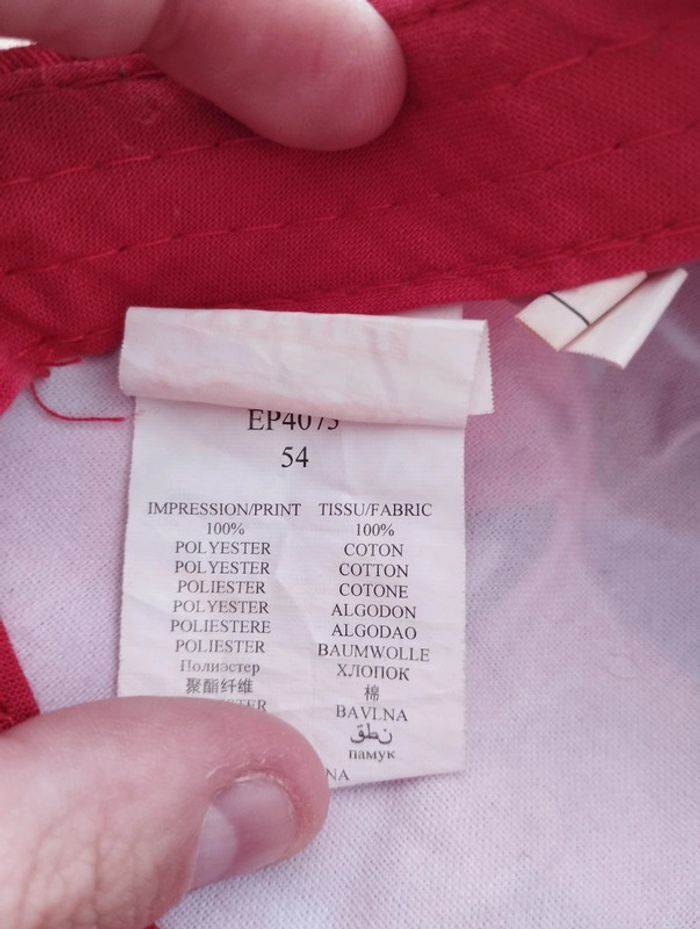 54
IMPRESSION/PRINT
100%
POLYESTER
POLYESTER
POLIESTER
POLYESTER
POLIESTERE
POLIESTER
Полиэстер
聚酯纤维
TISSU/FABRIC
100%
COTON
COTTON
COTONE
ALGODON
ALGODAO
BAUMWOLLE
ХЛОПОК
棉
BAVLNA
نطق
памук